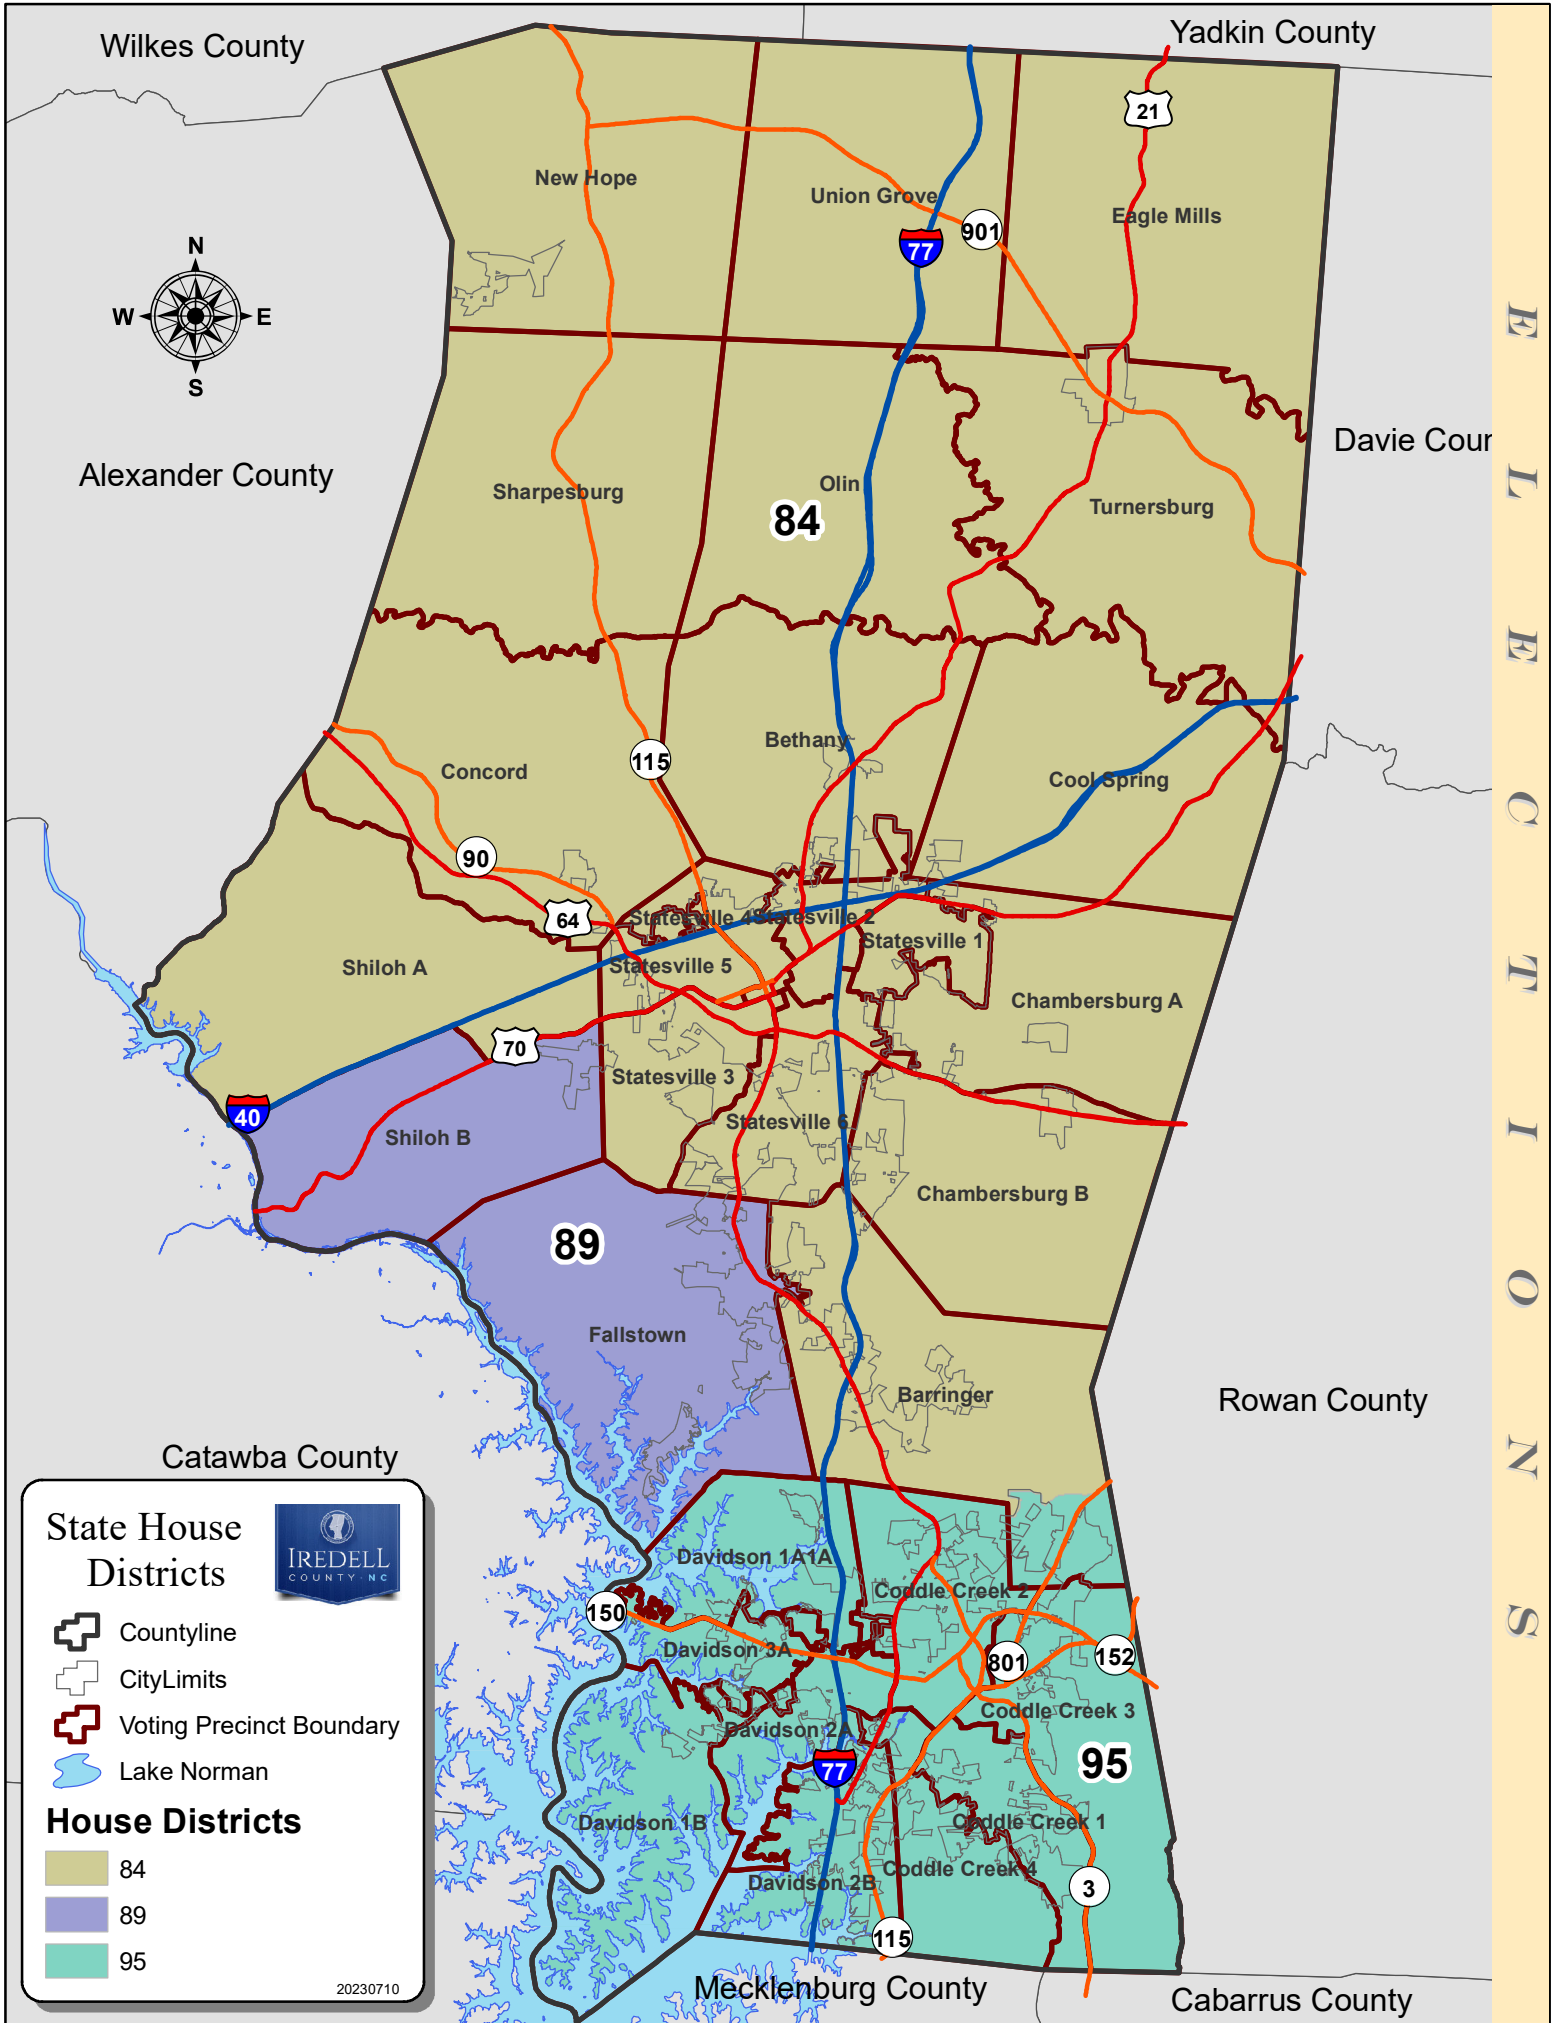 Wilkes County
Yadkin County
21
New Hope
Union Grove
901
Eagle Mills
77
N
W
E
S
ELECTIONS
Davie Cour
Alexander County
Sharpesburg
Olin
84
Turnersburg
Bethany
115
Concord
Cool Spring
90
64
Statesville 4
Statesville 2
Statesville 1
Shiloh A
Statesville 5
Chambersburg A
70
Statesville 3
40
Statesville 6
Shiloh B
Chambersburg B
89
Fallstown
Barringer
Rowan County
Catawba County
Davidson 1A1A
Coddle Creek 2
150
Davidson 3A
801
152
Coddle Creek 3
Davidson 2A
95
77
Davidson 1B
Coddle Creek 1
Coddle Creek 4
Davidson 2B
3
115
Mecklenburg County
Cabarrus County
State House
Districts
IREDELL
COUNTY-NC
Countyline
CityLimits
Voting Precinct Boundary
Lake Norman
House Districts
84
89
95
20230710